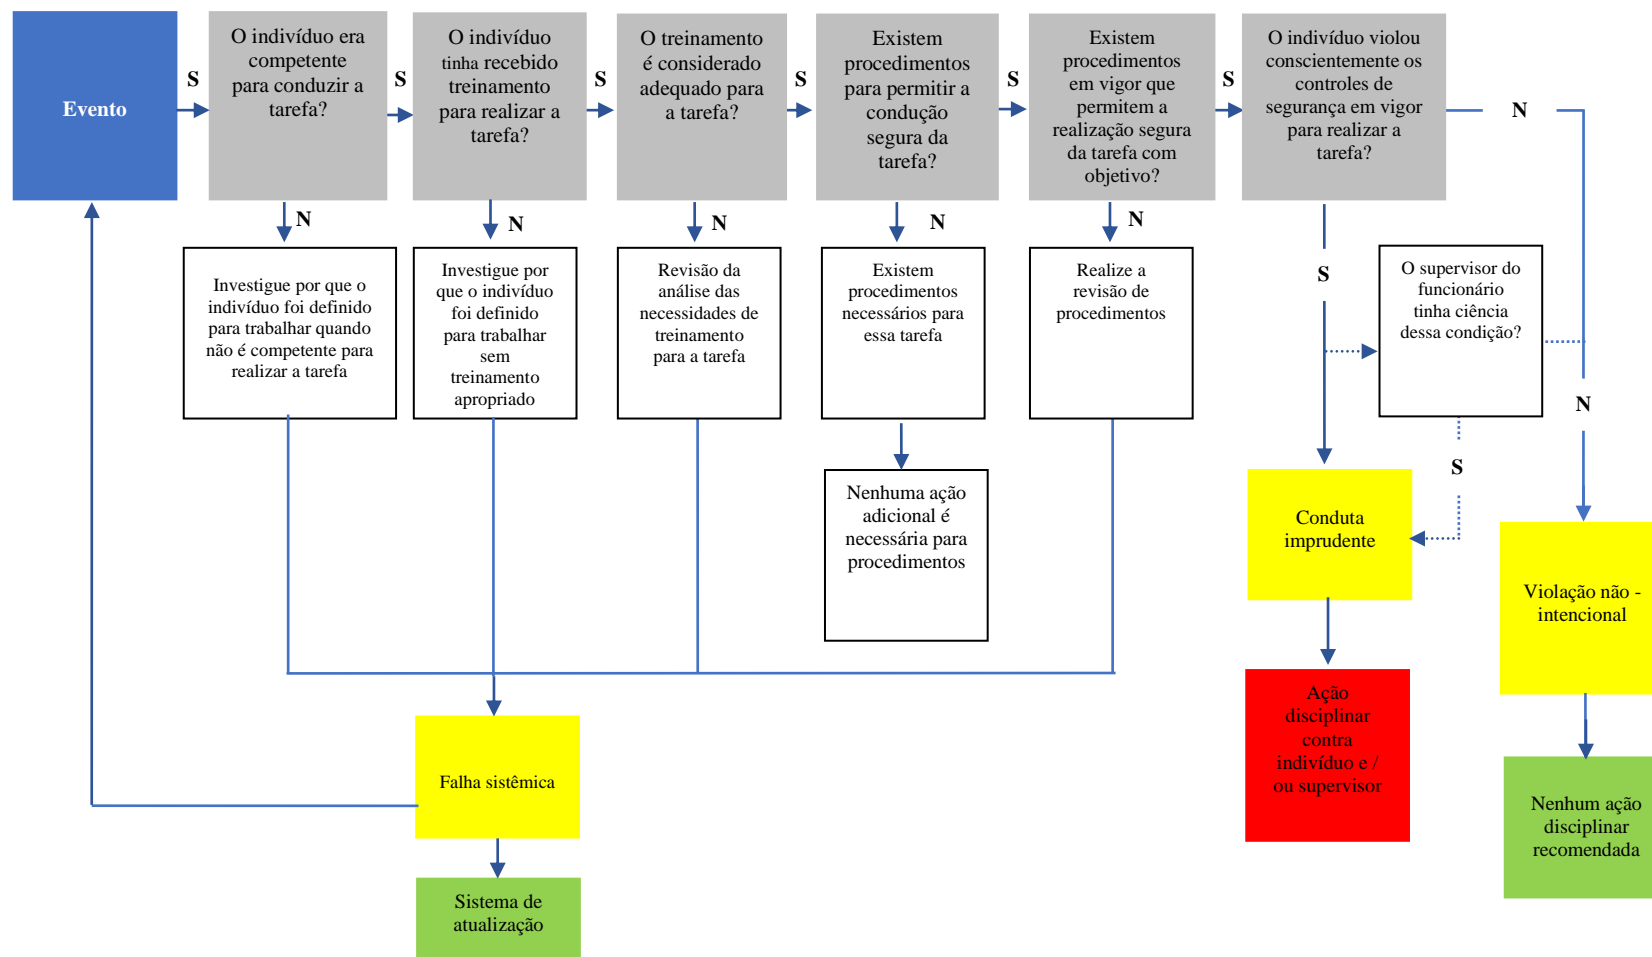 Evento
S
O indivíduo era
competente
para conduzir a
tarefa?
S
O indivíduo
tinha recebido
treinamento
para realizar a
tarefa?
S
O treinamento
é considerado
adequado para
a tarefa?
S
Existem
procedimentos
para permitir a
condução
segura da
tarefa?
S
Existem
procedimentos
em vigor que
permitem a
realização segura
da tarefa com
objetivo?
S
O indivíduo violou
conscientemente os
controles de
segurança em vigor
para realizar a
tarefa?
N
N
N
N
N
N
Investigue por que o
indivíduo foi definido
para trabalhar quando
não é competente para
realizar a tarefa
Investigue por
que o indivíduo
foi definido
para trabalhar
sem
treinamento
apropriado
Revisão da
análise das
necessidades de
treinamento
para a tarefa
Existem
procedimentos
necessários para
essa tarefa
Realize a
revisão de
procedimentos
S
O supervisor do
funcionário
tinha ciência
dessa condição?
N
S
Nenhuma ação
adicional é
necessária para
procedimentos
Conduta
imprudente
Violação não -
intencional
Ação
disciplinar
contra
indivíduo e /
ou supervisor
Falha sistêmica
Nenhum ação
disciplinar
recomendada
Sistema de
atualização